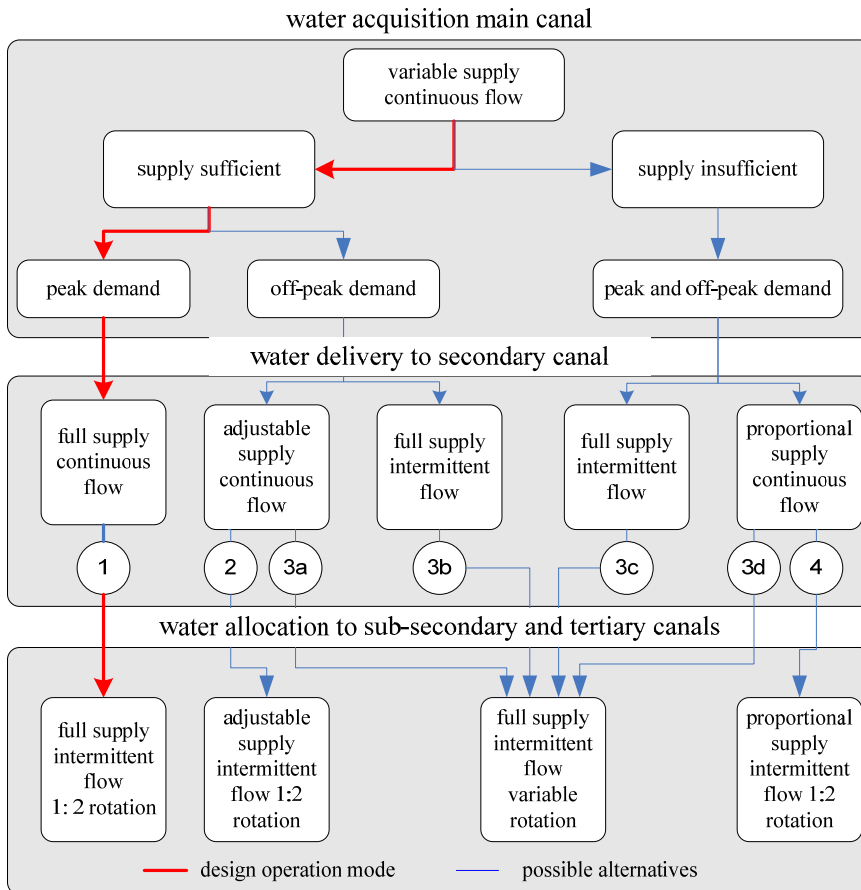 water acquisition main canal
variable supply
continuous flow
supply sufficient
supply insufficient
peak demand
off-peak demand
peak and off-peak demand
water delivery to secondary canal
full supply
continuous
flow
adjustable
supply
continuous
flow
full supply
intermittent
flow
full supply
intermittent
flow
proportional
supply
continuous
flow
1
2
3a
3b
3c
3d
4
water allocation to sub-secondary and tertiary canals
full supply
intermittent
flow
1: 2 rotation
adjustable
supply
intermittent
flow 1:2
rotation
full supply
intermittent
flow
variable
rotation
proportional
supply
intermittent
flow 1:2
rotation
design operation mode
possible alternatives